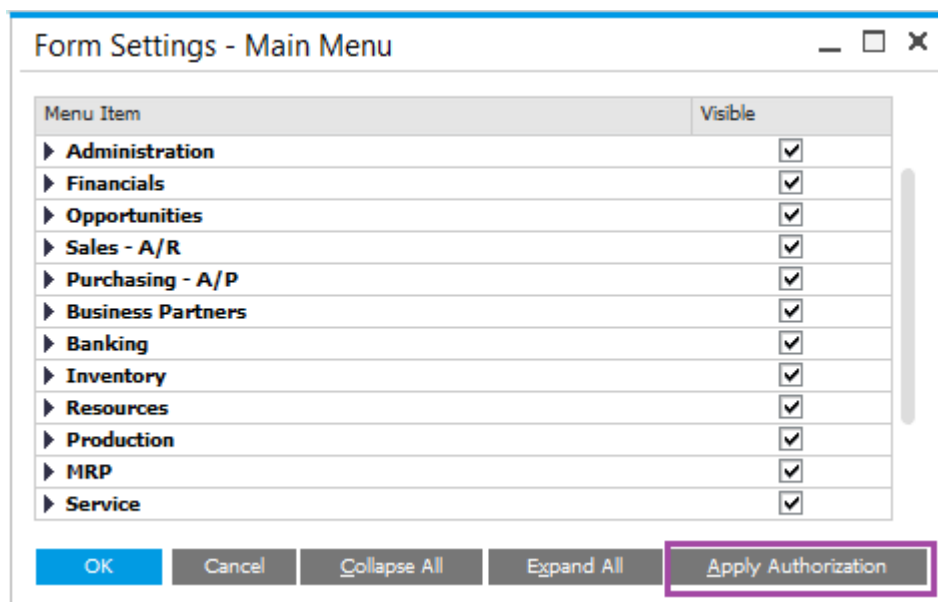 Form Settings - Main Menu
Menu Item Visible
Administration
Financials
Opportunities
Sales - A/R
Purchasing - A/P
Business Partners
Banking
Inventory
Resources
Production
MRP
Service
OK Cancel Collapse All Expand All Apply Authorization